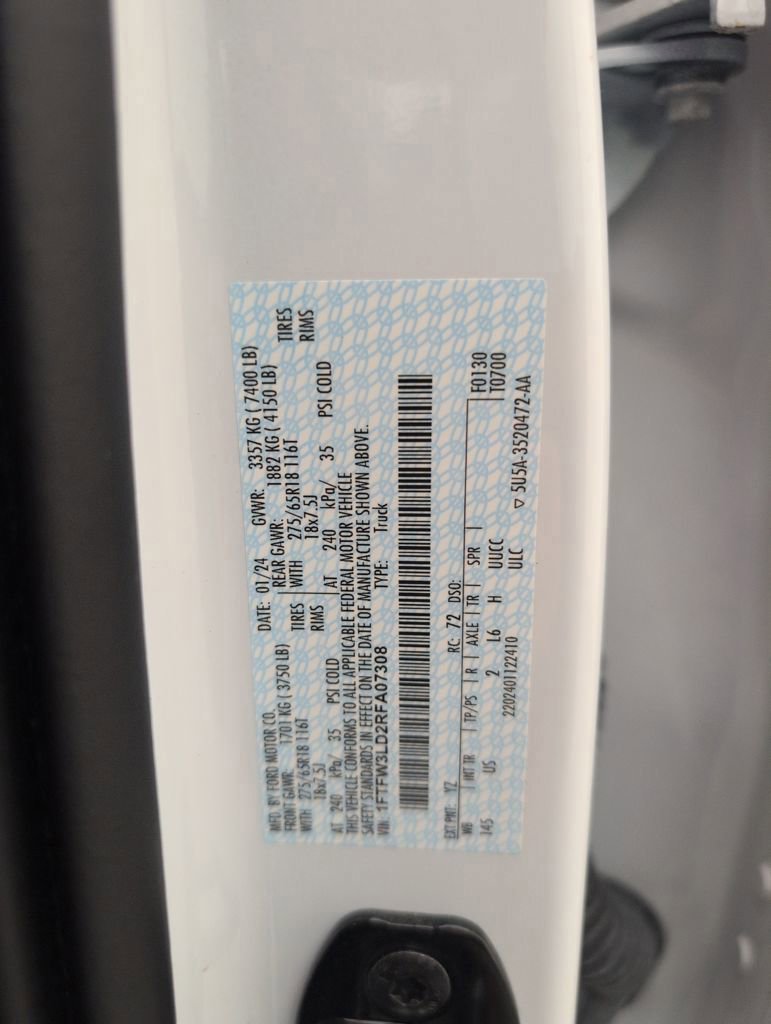 MFD. BY FORD MOTOR CO.
DATE: 01/24 GVWR: 3357 KG ( 7400 LB)
FRONT GAWR: 1701 KG ( 3750 LB) REAR GAWR: 1882 KG ( 4150 LB)
WITH 275/65R18 116T TIRES WITH 275/65R18 116T TIRES
18x7.5J RIMS 18x7.5J RIMS
AT 240 kPa/ 35 PSI COLD AT 240 kPa/ 35 PSI COLD
THIS VEHICLE CONFORMS TO ALL APPLICABLE FEDERAL MOTOR VEHICLE
SAFETY STANDARDS IN EFFECT ON THE DATE OF MANUFACTURE SHOWN ABOVE.
VIN: 1FTFW3LD2RFA07308 TYPE: Truck
EXT PNT: YZ RC: 72 DSO: F0130
WB INT TR TP/PS R AXLE TR SPR T0700
145 US 2 L6 H UUCC
2202401122410 ULC ▽ 5U5A-3520472-AA